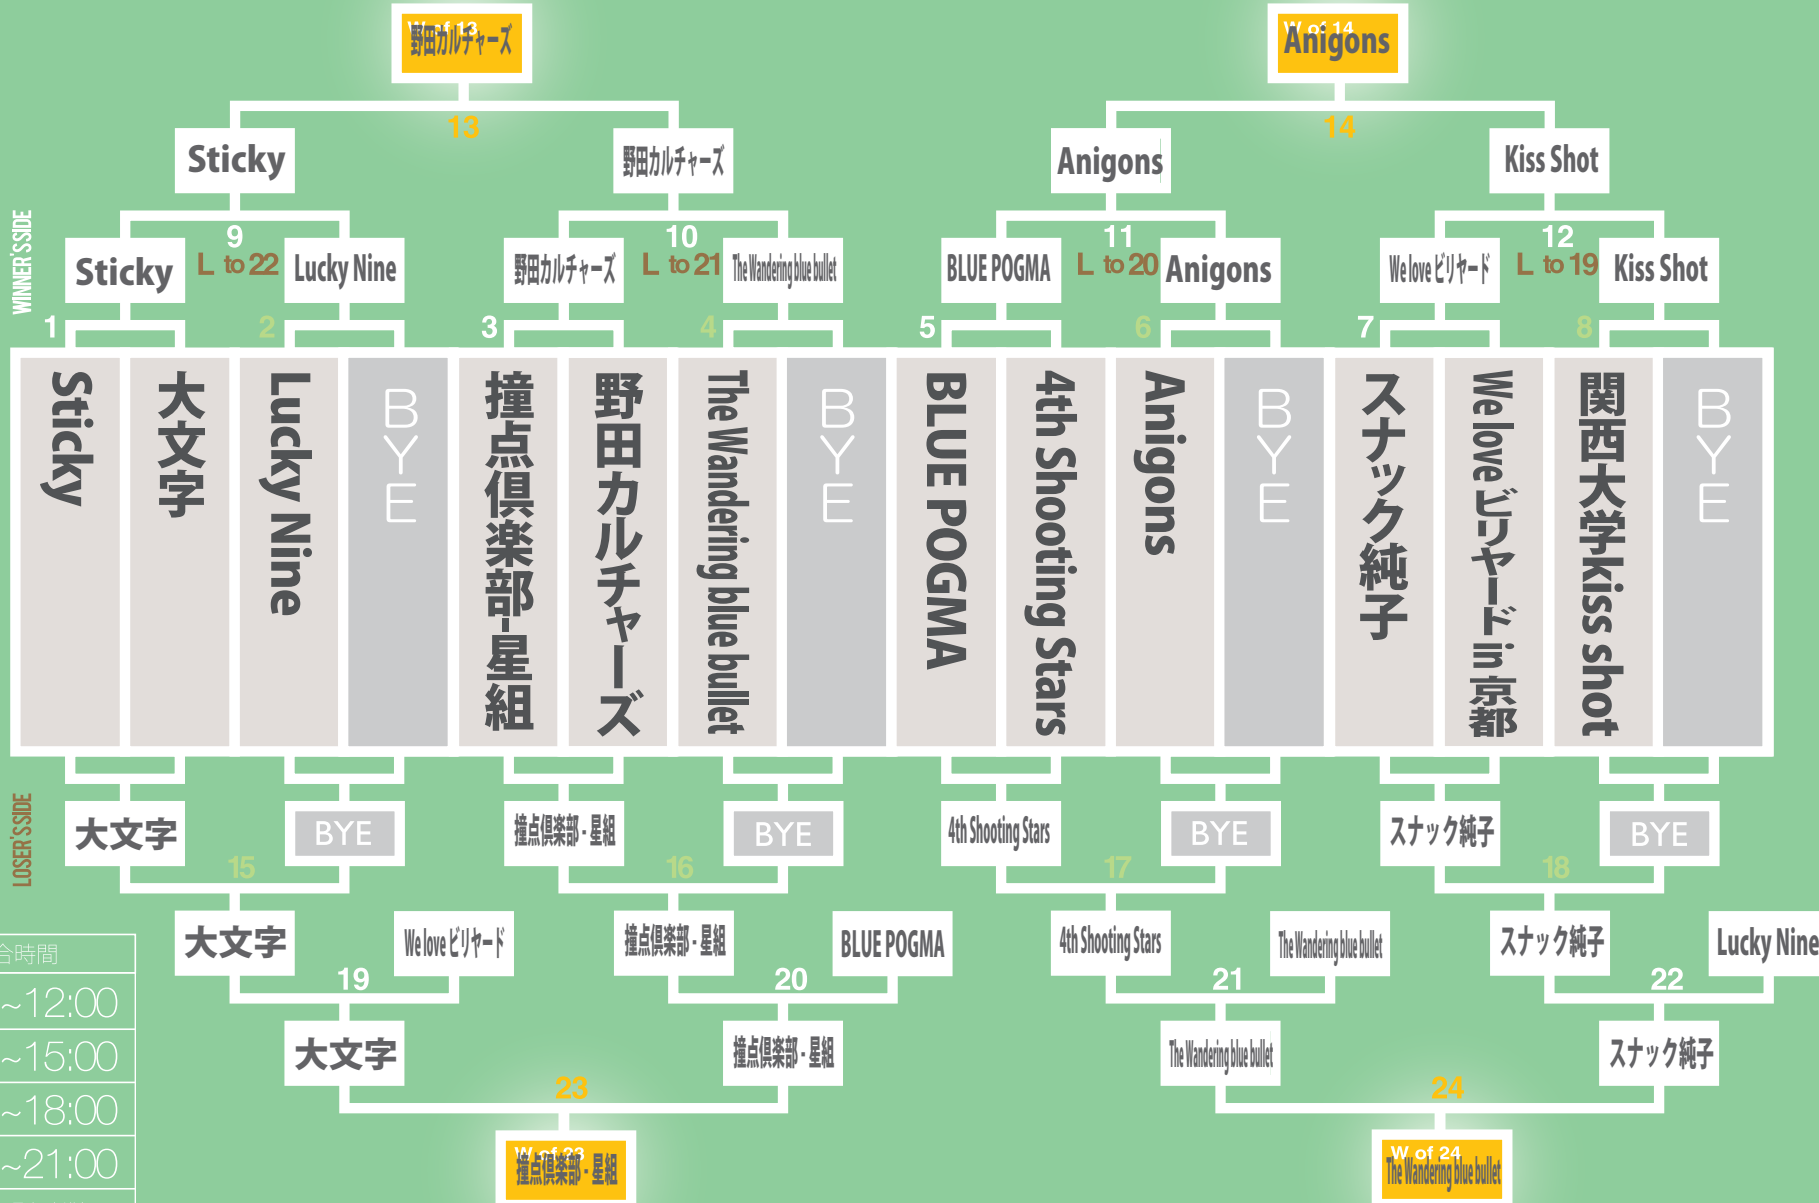 W of 13
野田カルチャーズ
W of 14
Anigons
13
14
Sticky
野田カルチャーズ
Anigons
Kiss Shot
WINNER'S SIDE
9
10
11
12
Sticky
L to 22
Lucky Nine
野田カルチャーズ
L to 21
The Wandering blue bullet
BLUE POGMA
L to 20
Anigons
We love ビリヤード
L to 19
Kiss Shot
1
2
3
4
5
6
7
8
Sticky
大文字
Lucky Nine
BYE
撞点倶楽部-星組
野田カルチャーズ
The Wandering blue bullet
BYE
BLUE POGMA
4th Shooting Stars
Anigons
BYE
スナック純子
We love ビリヤード in 京都
関西大学kiss shot
BYE
LOSER'S SIDE
大文字
BYE
撞点倶楽部 - 星組
BYE
4th Shooting Stars
BYE
スナック純子
BYE
15
16
17
18
大文字
We love ビリヤード
撞点倶楽部 - 星組
BLUE POGMA
4th Shooting Stars
The Wandering blue bullet
スナック純子
Lucky Nine
19
20
21
22
大文字
撞点倶楽部 - 星組
The Wandering blue bullet
スナック純子
23
24
W of 23
撞点倶楽部 - 星組
W of 24
The Wandering blue bullet
合時間
~12:00
~15:00
~18:00
~21:00